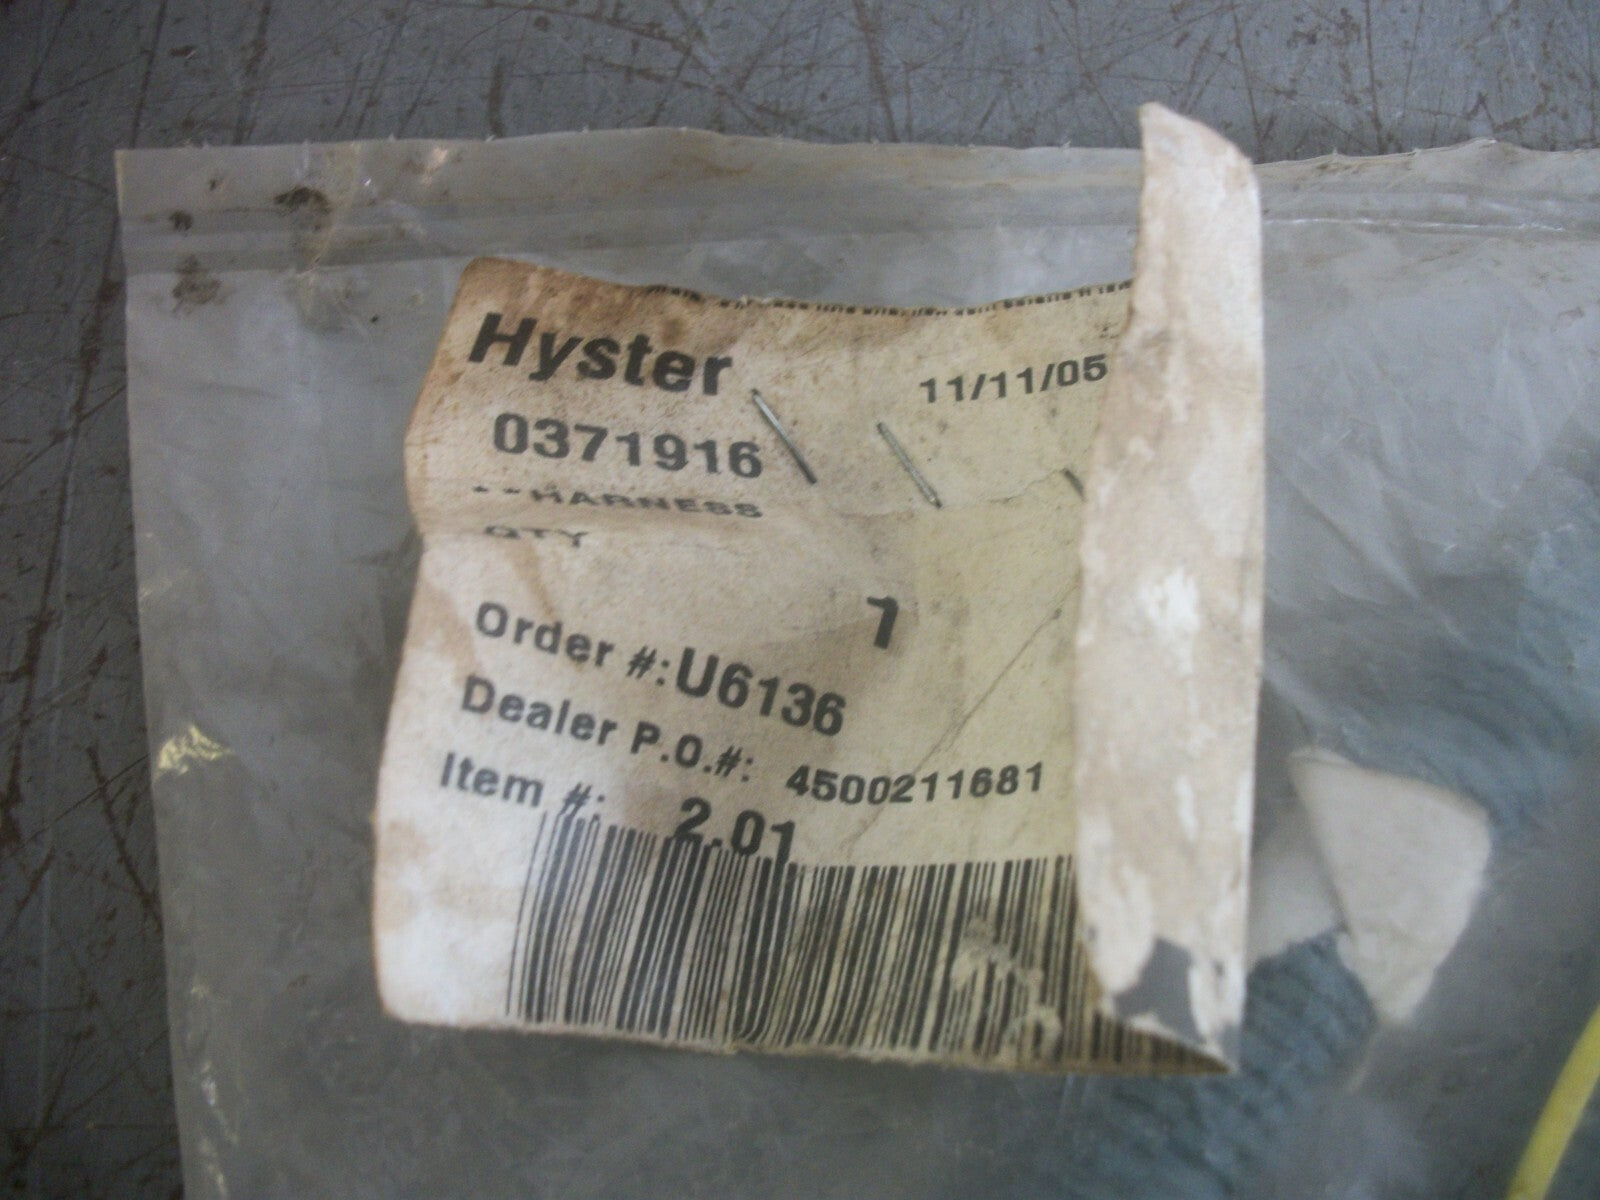 Hyster 11/11/05
0371916
--HARNESS
QTY
1
Order #: U6136
Dealer P.O.#: 4500211681
Item #: 2.01